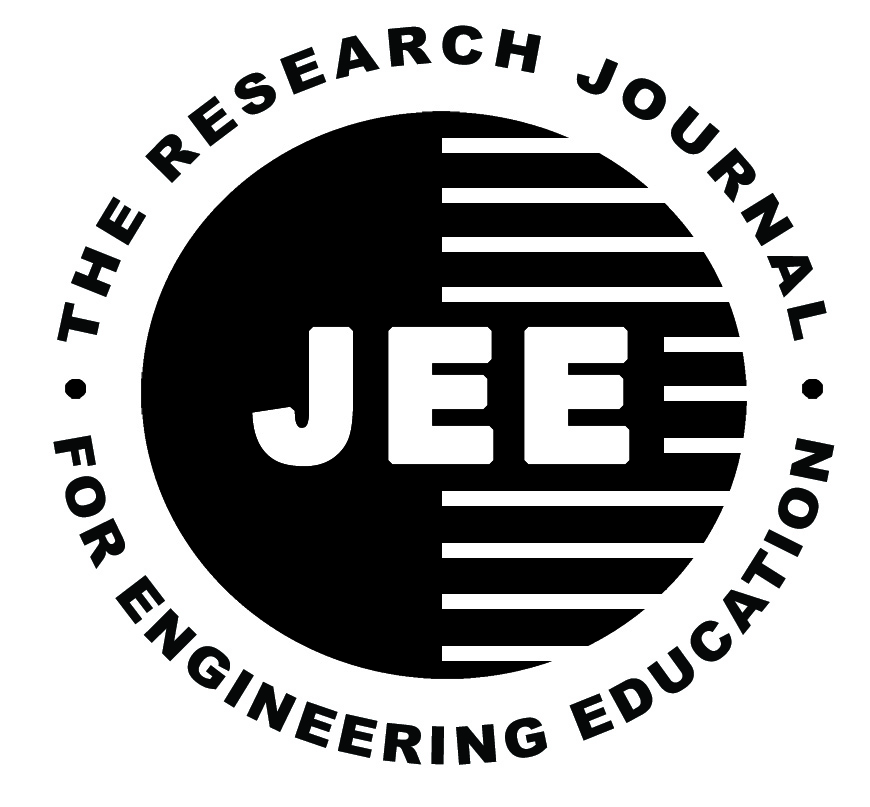 • THE RESEARCH JOURNAL •
JEE
FOR ENGINEERING EDUCATION